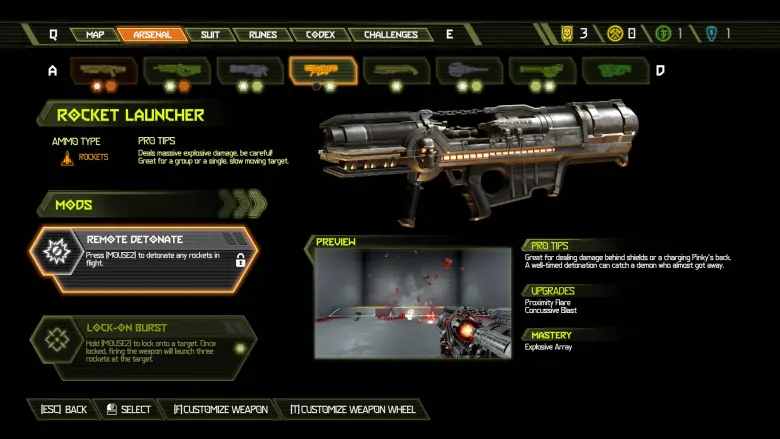 Q MAP ARSENAL SUIT RUNES CODEX CHALLENGES E 3 0 1 1
A D
ROCKET LAUNCHER
AMMO TYPE
ROCKETS
PRO TIPS
Deals massive explosive damage, be careful!
Great for a group or a single, slow moving target.
MODS
REMOTE DETONATE
Press [MOUSE2] to detonate any rockets in
flight.
LOCK-ON BURST
Hold [MOUSE2] to lock onto a target. Once
locked, firing the weapon will launch three
rockets at the target.
PREVIEW
PRO TIPS
Great for dealing damage behind shields or a charging Pinky's back.
A well-timed detonation can catch a demon who almost got away.
UPGRADES
Proximity Flare
Concussive Blast
MASTERY
Explosive Array
[ESC] BACK SELECT [F]CUSTOMIZE WEAPON [T]CUSTOMIZE WEAPON WHEEL